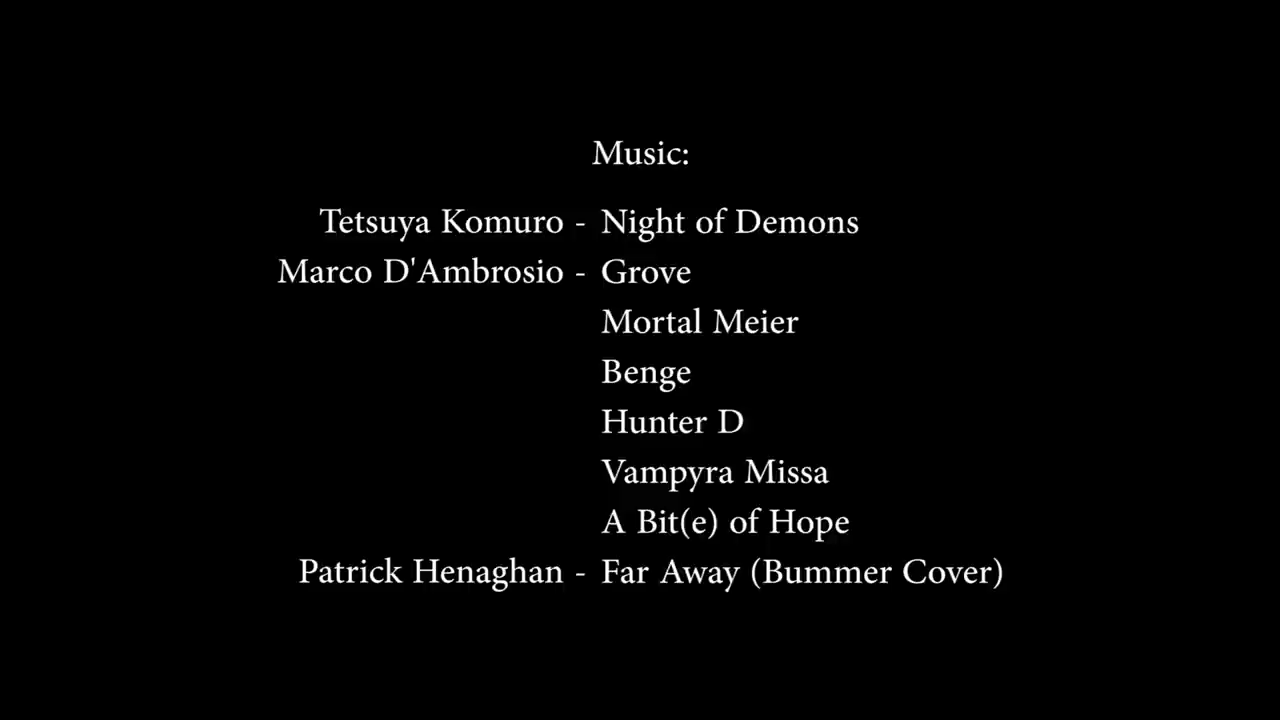 Music:
Tetsuya Komuro - Night of Demons
Marco D'Ambrosio - Grove
Mortal Meier
Benge
Hunter D
Vampyra Missa
A Bit(e) of Hope
Patrick Henaghan - Far Away (Bummer Cover)